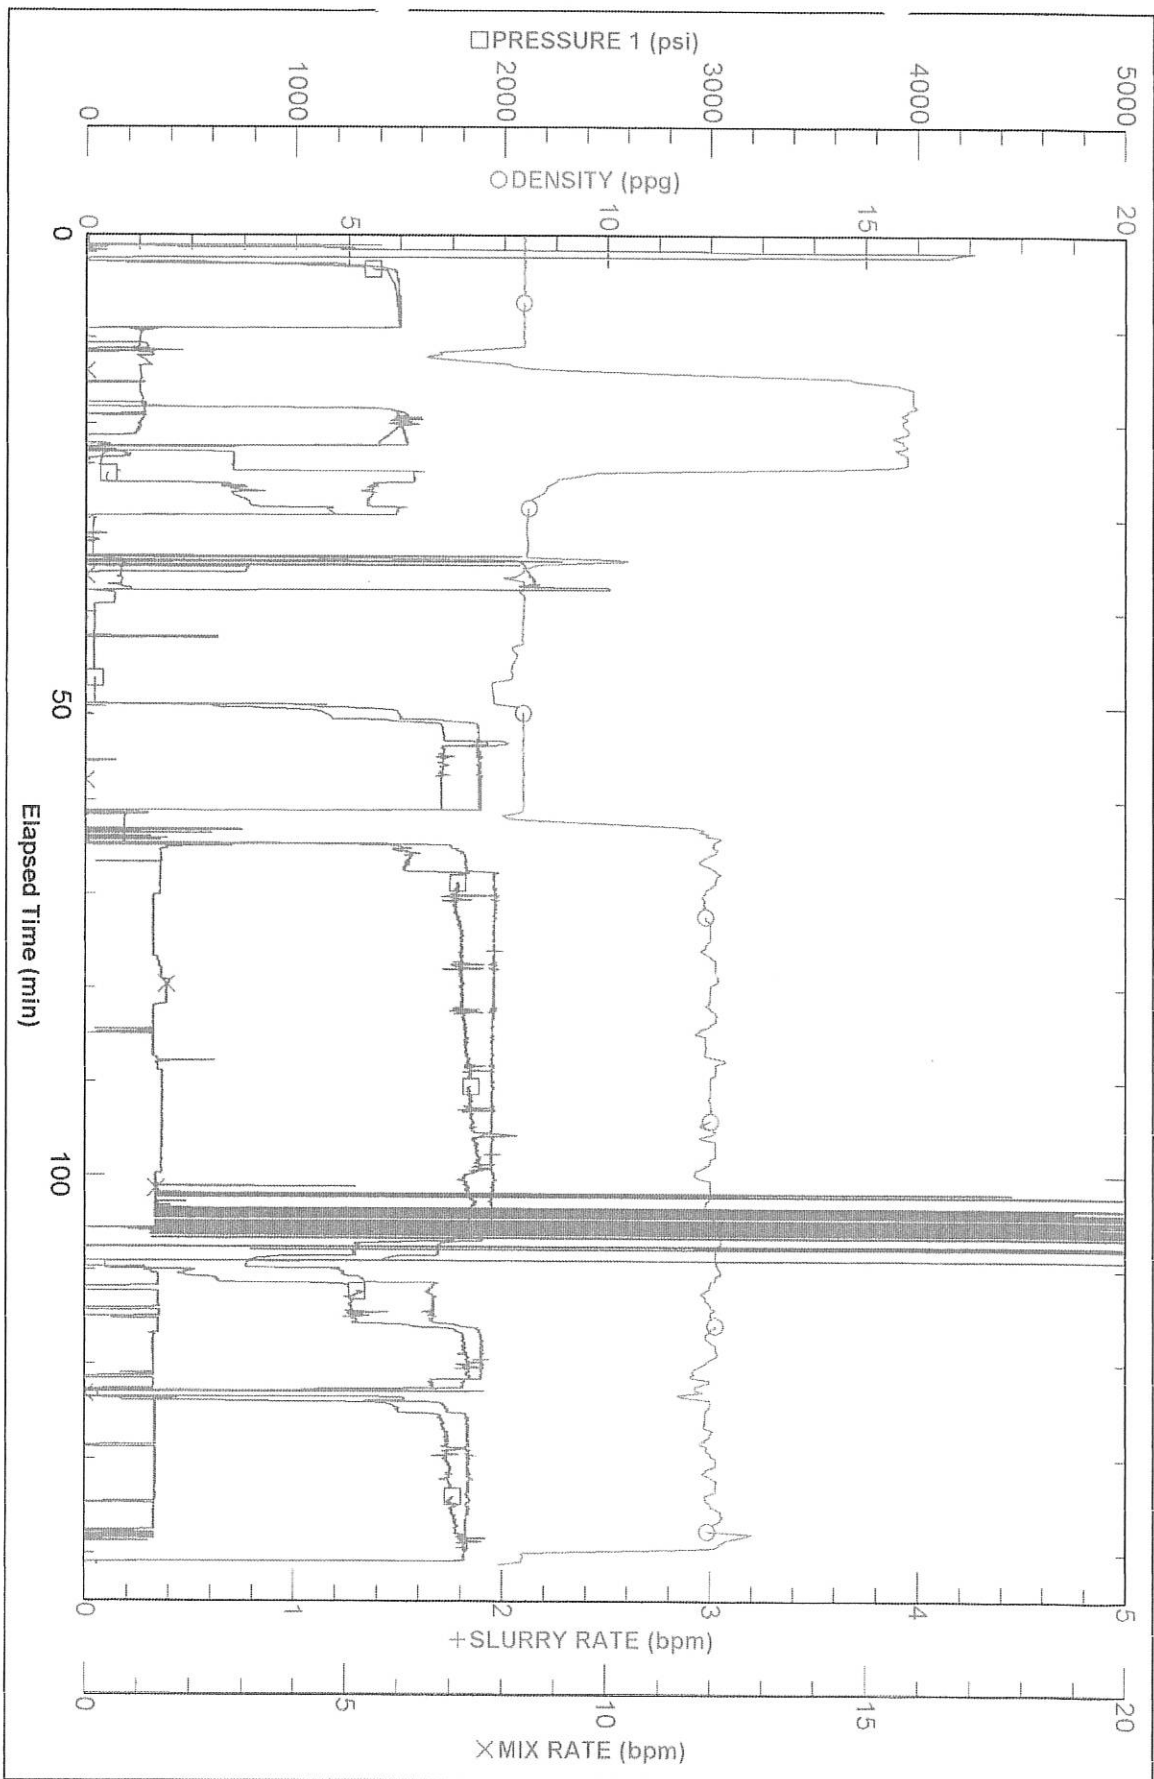 □PRESSURE 1 (psi)
0 1000 2000 3000 4000 5000
○DENSITY (ppg)
0 5 10 15 20
0 50 100
Elapsed Time (min)
0 1 2 3 4 5
+SLURRY RATE (bpm)
0 5 10 15 20
×MIX RATE (bpm)